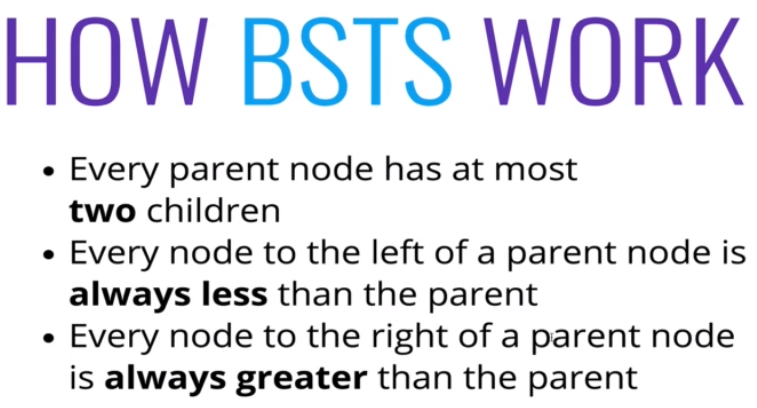 HOW BSTS WORK
• Every parent node has at most
two children
• Every node to the left of a parent node is
always less than the parent
• Every node to the right of a parent node
is always greater than the parent